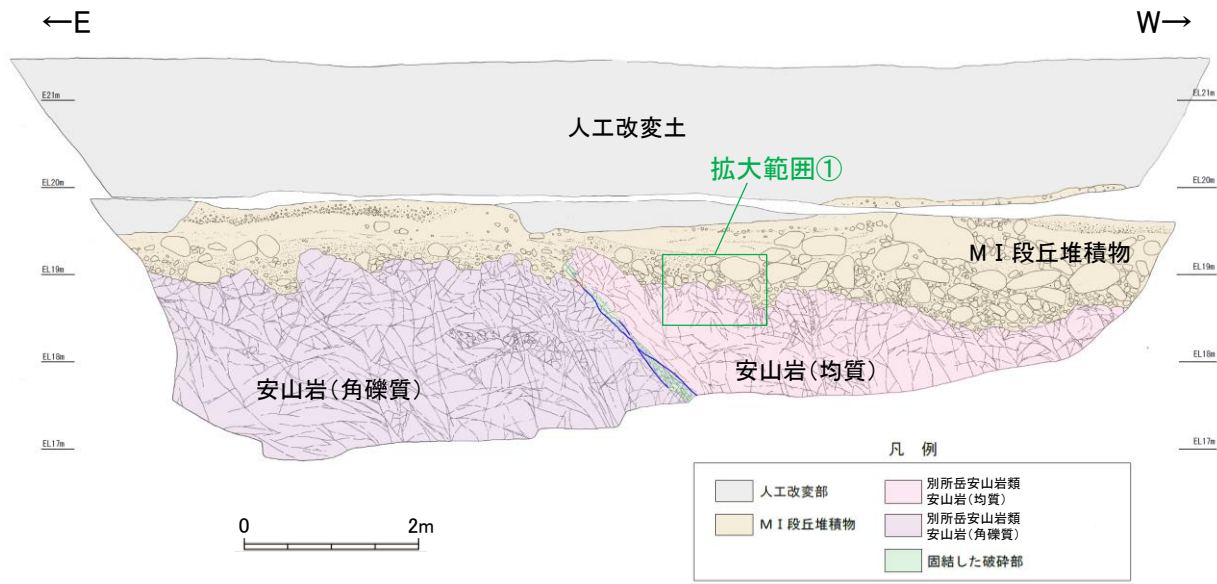 ←E
W→
E21m
EL21m
人工改変土
拡大範囲①
EL20m
EL20m
MⅠ段丘堆積物
EL19m
EL19m
EL18m
EL18m
安山岩(角礫質)
安山岩(均質)
EL17m
EL17m
0 2m
凡 例
人工改変部
MⅠ段丘堆積物
別所岳安山岩類
安山岩(均質)
別所岳安山岩類
安山岩(角礫質)
固結した破砕部